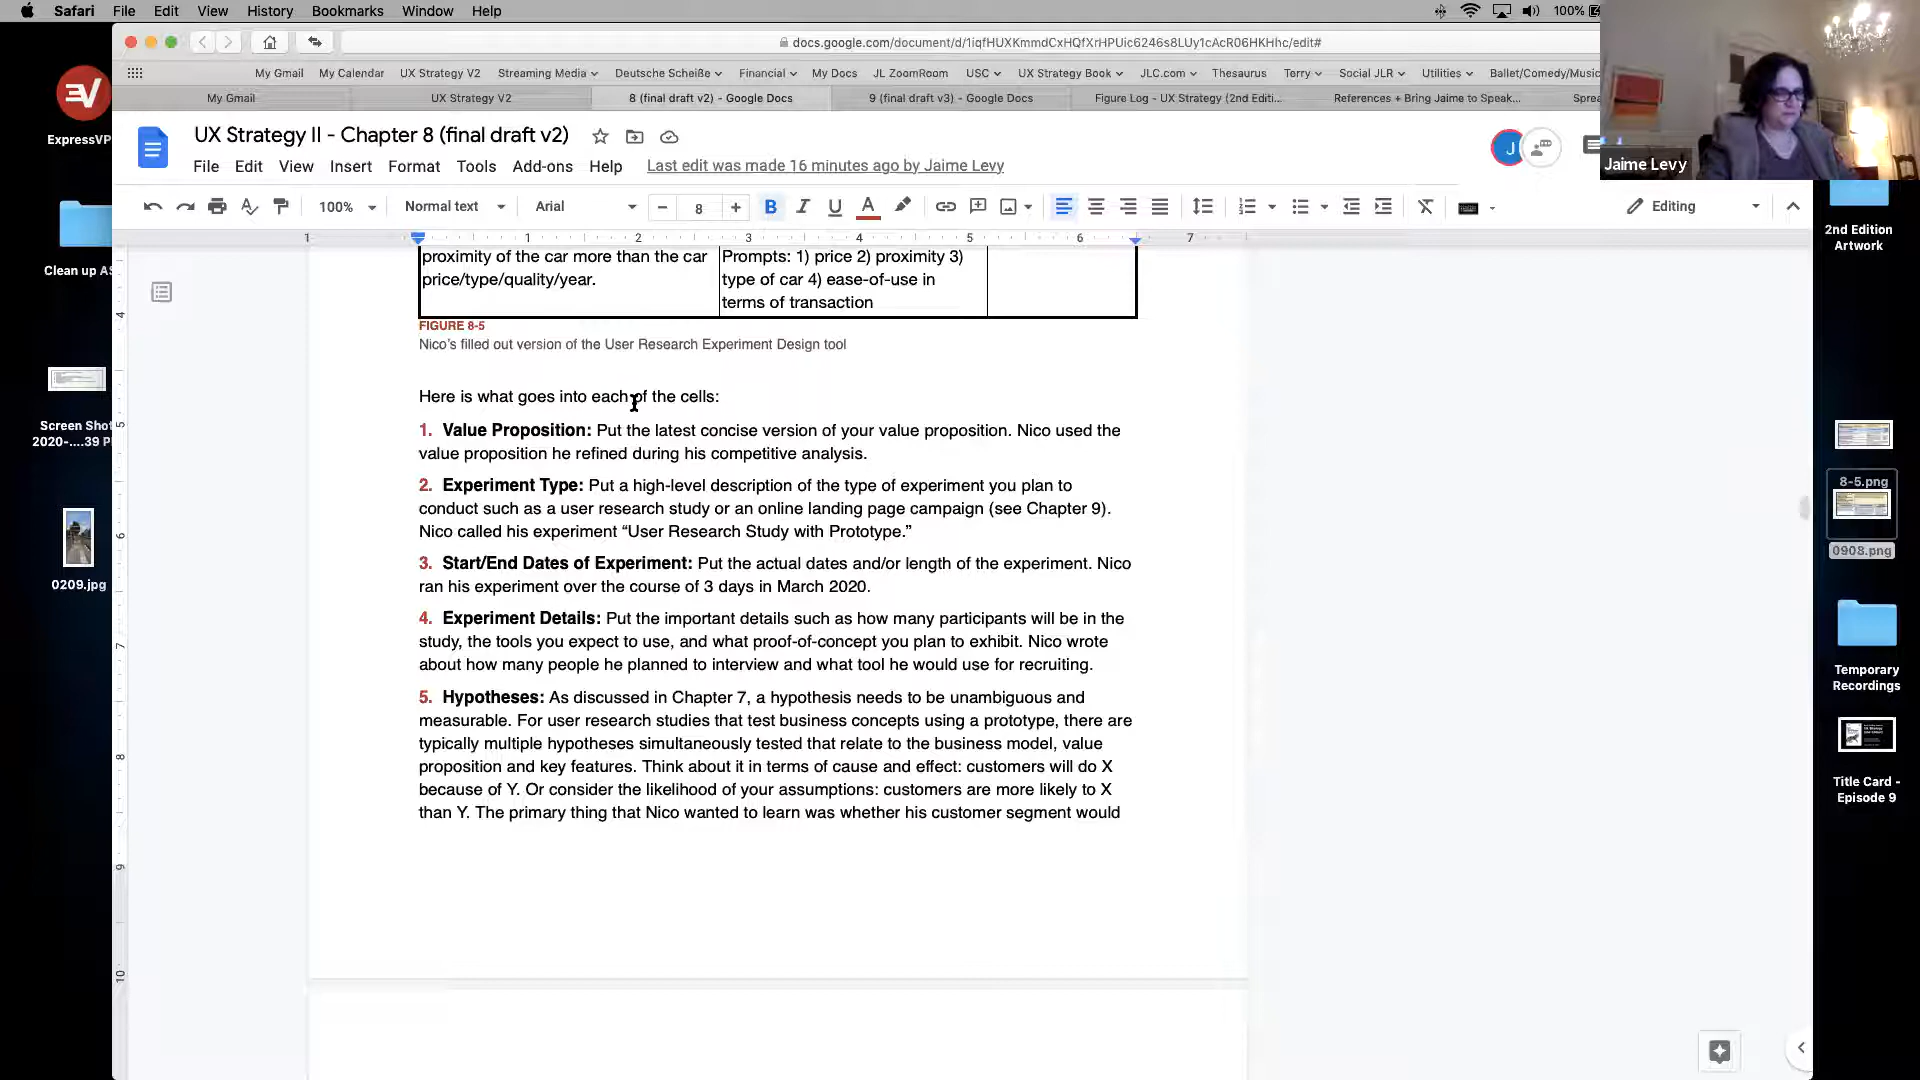 Safari File Edit View History Bookmarks Window Help 100%
docs.google.com/document/d/1iqfHUXKmmdCxHQfXrHPUic6246s8LUy1cAcR06HKHhc/edit#
My Gmail My Calendar UX Strategy V2 Streaming Media Deutsche Scheiße Financial My Docs JL ZoomRoom USC UX Strategy Book JLC.com Thesaurus Terry Social JLR Utilities Ballet/Comedy/Music
My Gmail UX Strategy V2 8 (final draft v2) - Google Docs 9 (final draft v3) - Google Docs Figure Log - UX Strategy (2nd Editi... References + Bring Jaime to Speak... Sprea
UX Strategy II - Chapter 8 (final draft v2)
File Edit View Insert Format Tools Add-ons Help Last edit was made 16 minutes ago by Jaime Levy
J
Jaime Levy
100% Normal text Arial 8 Editing
1 1 2 3 4 5 6 7
proximity of the car more than the car
price/type/quality/year.
Prompts: 1) price 2) proximity 3)
type of car 4) ease-of-use in
terms of transaction
FIGURE 8-5
Nico's filled out version of the User Research Experiment Design tool
Here is what goes into each of the cells:
1. Value Proposition: Put the latest concise version of your value proposition. Nico used the
value proposition he refined during his competitive analysis.
2. Experiment Type: Put a high-level description of the type of experiment you plan to
conduct such as a user research study or an online landing page campaign (see Chapter 9).
Nico called his experiment “User Research Study with Prototype.”
3. Start/End Dates of Experiment: Put the actual dates and/or length of the experiment. Nico
ran his experiment over the course of 3 days in March 2020.
4. Experiment Details: Put the important details such as how many participants will be in the
study, the tools you expect to use, and what proof-of-concept you plan to exhibit. Nico wrote
about how many people he planned to interview and what tool he would use for recruiting.
5. Hypotheses: As discussed in Chapter 7, a hypothesis needs to be unambiguous and
measurable. For user research studies that test business concepts using a prototype, there are
typically multiple hypotheses simultaneously tested that relate to the business model, value
proposition and key features. Think about it in terms of cause and effect: customers will do X
because of Y. Or consider the likelihood of your assumptions: customers are more likely to X
than Y. The primary thing that Nico wanted to learn was whether his customer segment would
4
5
6
7
8
9
10
ExpressVP
Clean up AS
Screen Shot
2020-....39 P
0209.jpg
2nd Edition
Artwork
8-5.png
0908.png
Temporary
Recordings
Title Card -
Episode 9